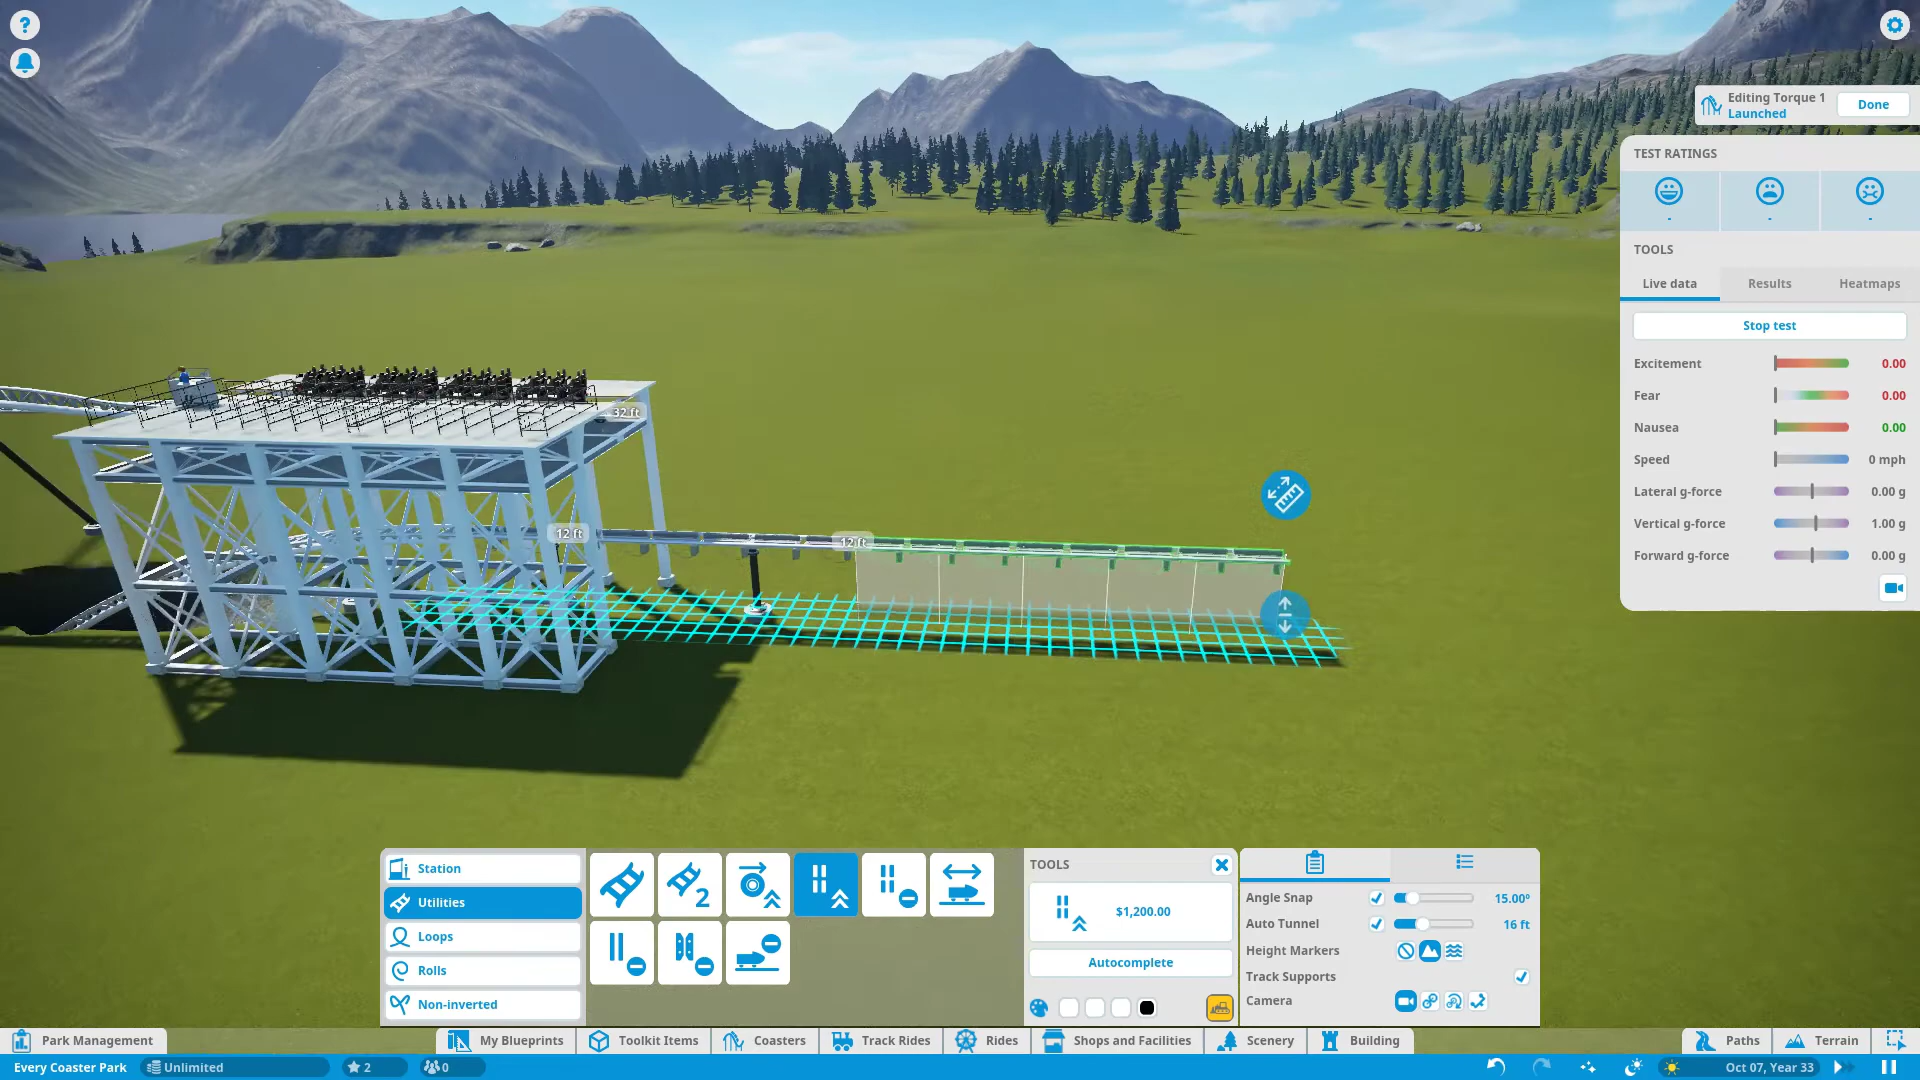 ?
Editing Torque 1
Launched
Done
TEST RATINGS
- - -
TOOLS
Live data Results Heatmaps
Stop test
Excitement 0.00
Fear 0.00
Nausea 0.00
Speed 0 mph
Lateral g-force 0.00 g
Vertical g-force 1.00 g
Forward g-force 0.00 g
32 ft
12 ft
12 ft
Station
Utilities
Loops
Rolls
Non-inverted
2
TOOLS
$1,200.00
Autocomplete
Angle Snap 15.00°
Auto Tunnel 16 ft
Height Markers
Track Supports
Camera
Park Management
My Blueprints
Toolkit Items
Coasters
Track Rides
Rides
Shops and Facilities
Scenery
Building
Paths
Terrain
Every Coaster Park
Unlimited
2
0
Oct 07, Year 33